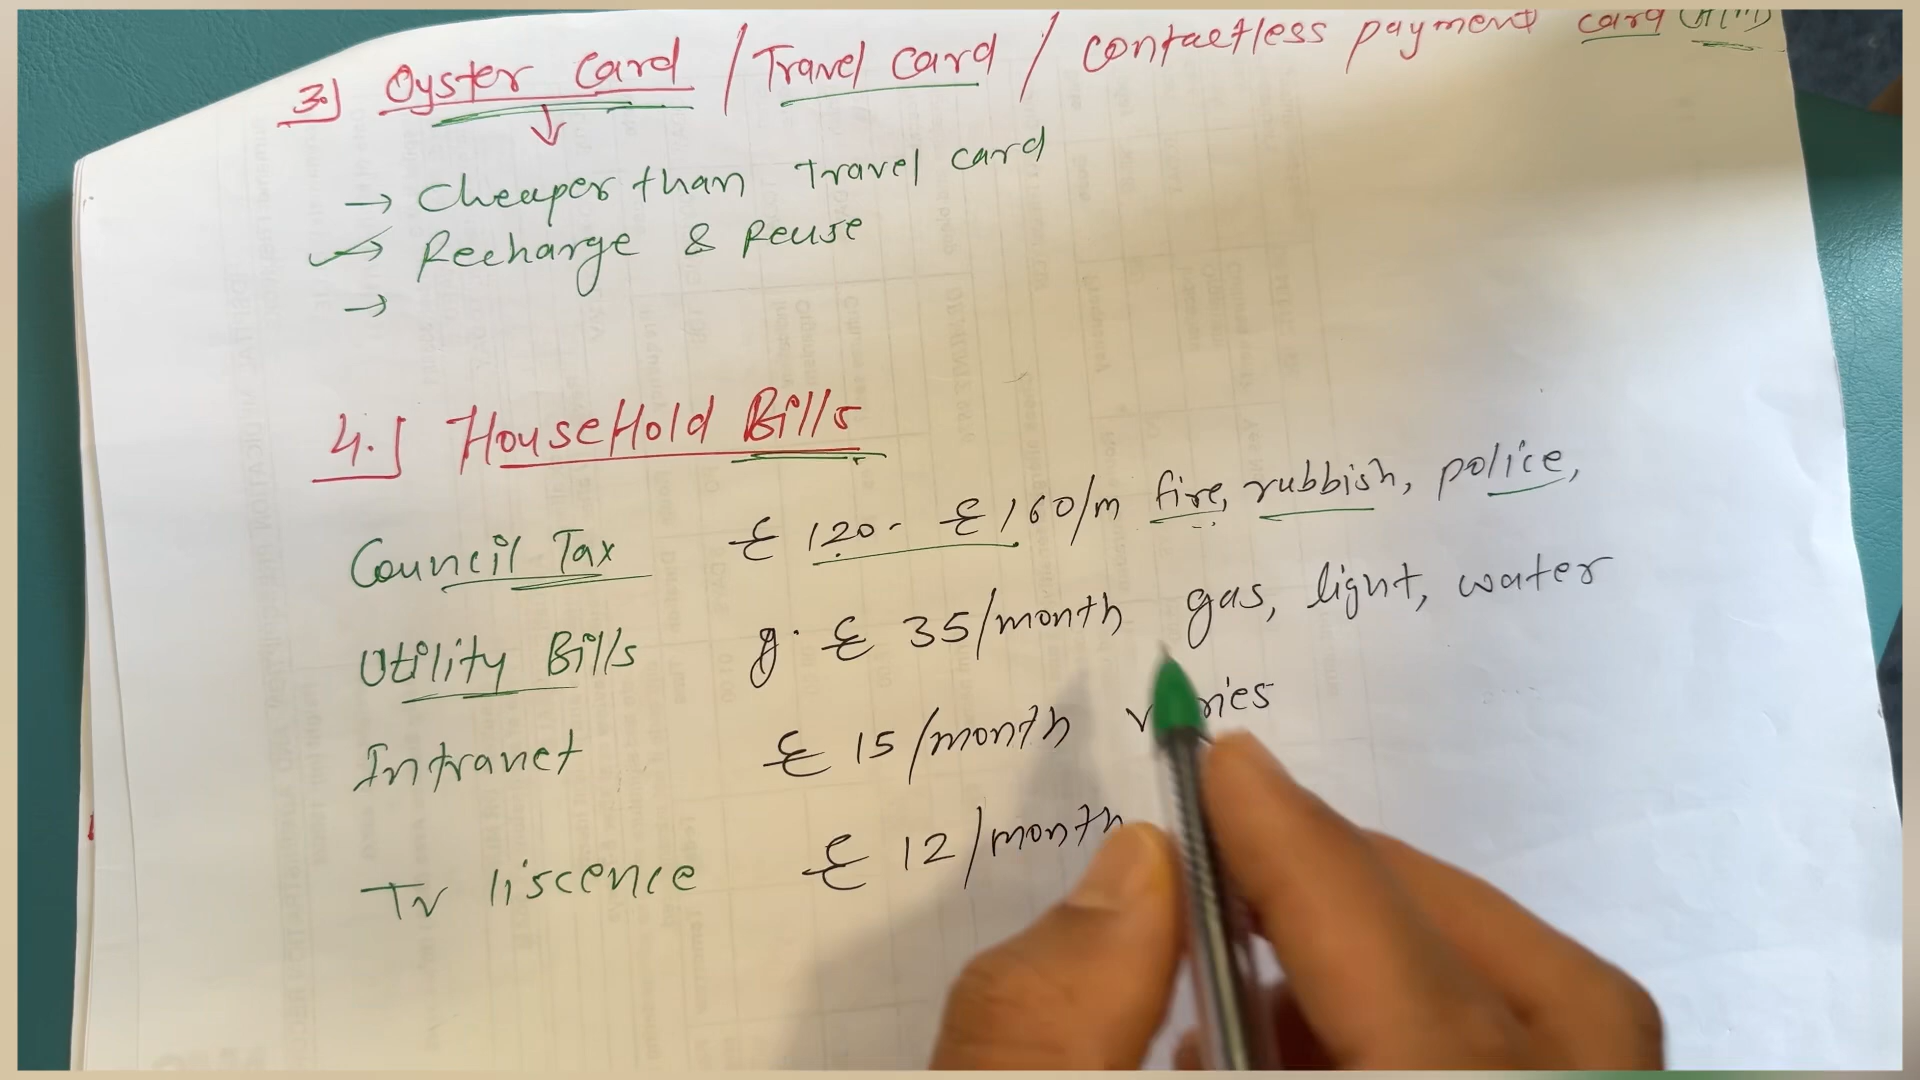 3.] Oyster Card / Travel Card / Contactless payment card
→ Cheaper than Travel card
→ Recharge & Reuse
→
4.] HouseHold Bills
Council Tax £ 120 - £ 160/m fire, rubbish, police,
Utility Bills g. £ 35/month gas, light, water
Intranet £ 15/month
TV liscence £ 12/month